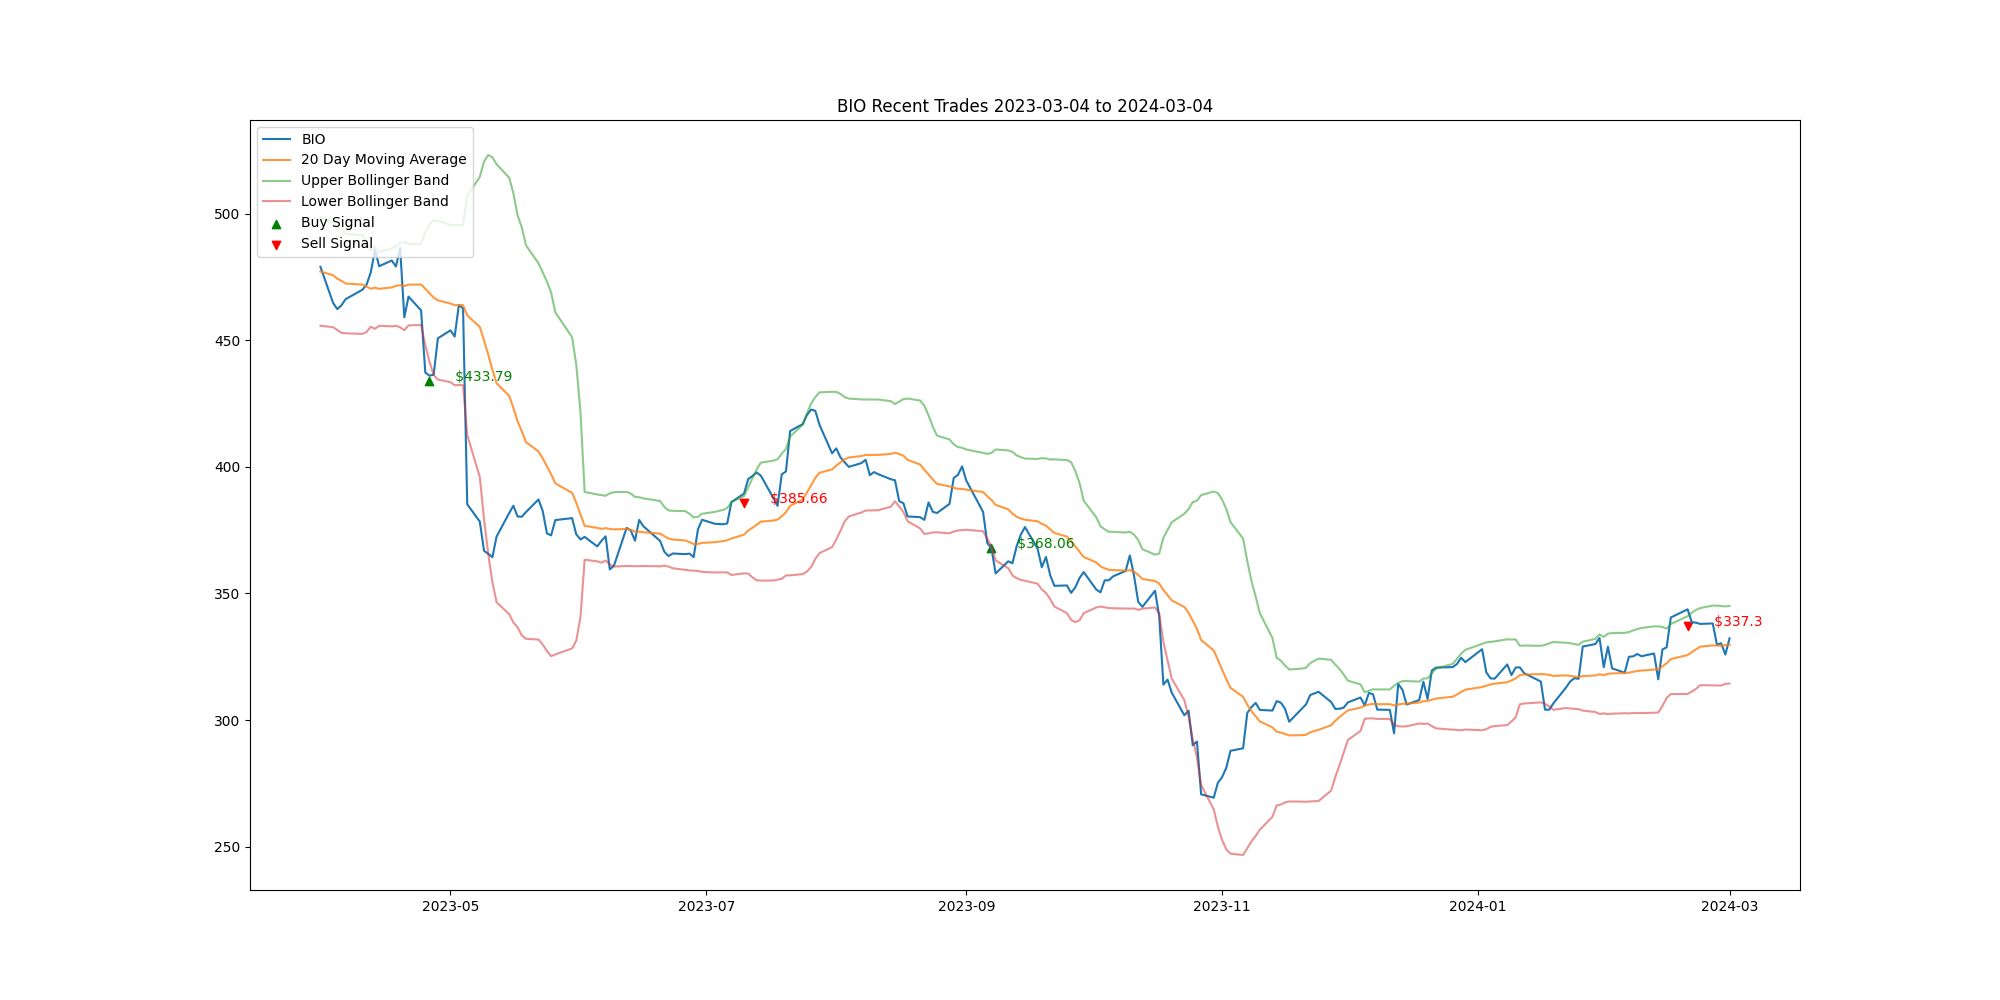 BIO Recent Trades 2023-03-04 to 2024-03-04
BIO
20 Day Moving Average
Upper Bollinger Band
Lower Bollinger Band
Buy Signal
Sell Signal
500
450
400
350
300
250
$433.79
$385.66
$368.06
$337.3
2023-05
2023-07
2023-09
2023-11
2024-01
2024-03